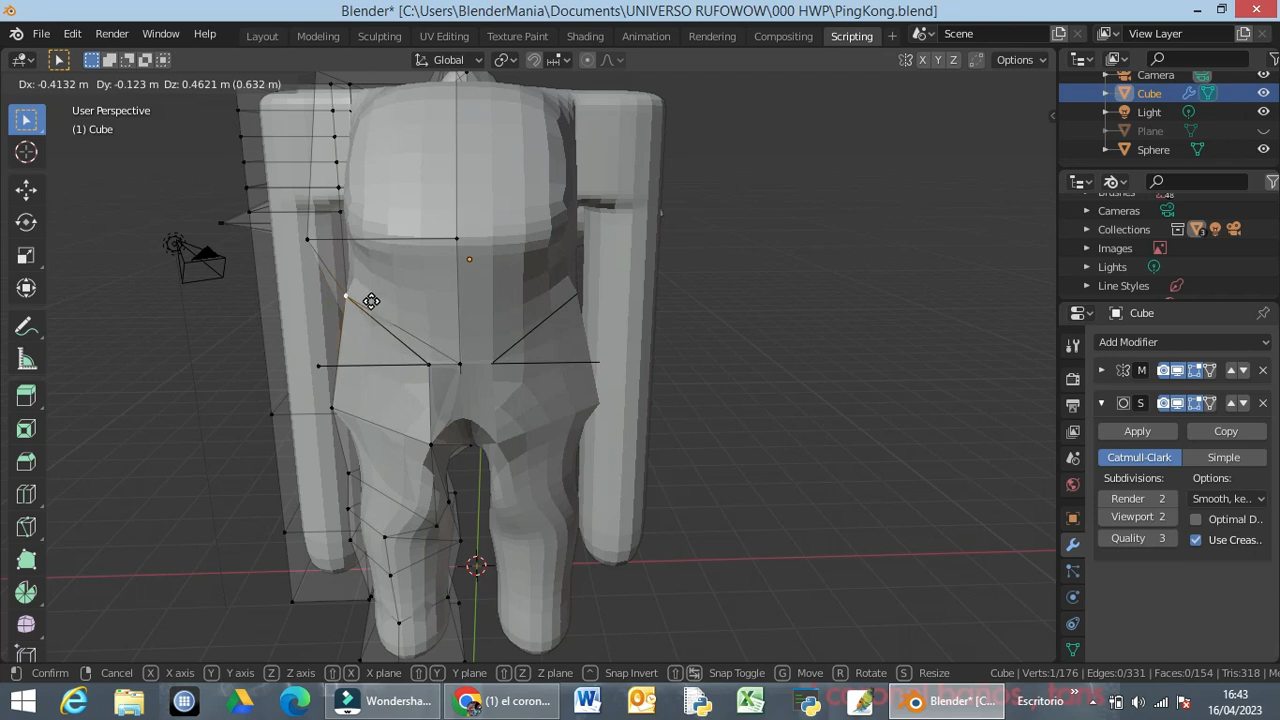 Blender* [C:\Users\BlenderMania\Documents\UNIVERSO RUFOWOW\000 HWP\PingKong.blend]
File Edit Render Window Help Layout Modeling Sculpting UV Editing Texture Paint Shading Animation Rendering Compositing Scripting Scene View Layer
Global X Y Z Options
Dx: -0.4132 m Dy: -0.123 m Dz: 0.4621 m (0.632 m)
User Perspective
(1) Cube
Camera
Cube
Light
Plane
Sphere
Brushes
Cameras
Collections
Images
Lights
Line Styles
Cube
Add Modifier
M
S
Apply Copy
Catmull-Clark Simple
Subdivisions: Options:
Render 2 Smooth, ke..
Viewport 2 Optimal D..
Quality 3 Use Creas..
Confirm Cancel X X axis Y Y axis Z Z axis X X plane Y Y plane Z Z plane Snap Invert Snap Toggle G Move R Rotate S Resize Cube | Verts:1/176 | Edges:0/331 | Faces:0/154 | Tris:318 | Me
Wondersha... (1) el coron... Blender* [C... Escritorio 16:43
16/04/2023